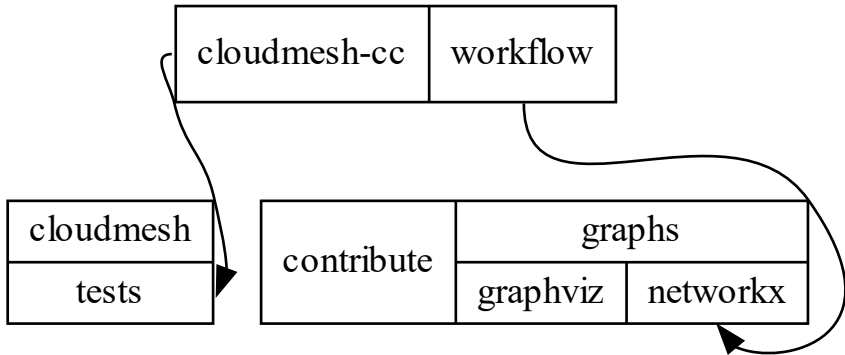 cloudmesh-cc workflow
cloudmesh
tests
contribute
graphs
graphviz networkx